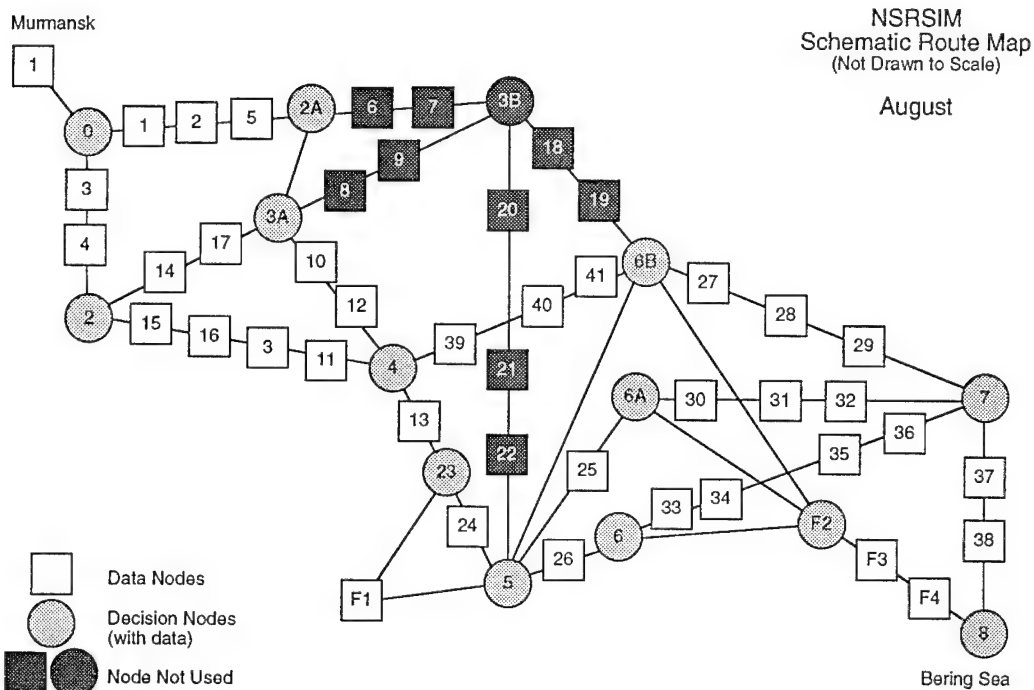 Murmansk
NSRSIM
Schematic Route Map
(Not Drawn to Scale)
August
1
0
1
2
5
2A
6
7
3B
3
4
14
17
3A
8
9
18
19
20
10
12
2
15
16
3
11
4
39
40
41
6B
27
28
29
13
21
22
6A
30
31
32
7
23
24
25
33
34
35
36
37
38
F1
5
26
6
F2
F3
F4
8
Data Nodes
Decision Nodes
(with data)
Node Not Used
Bering Sea